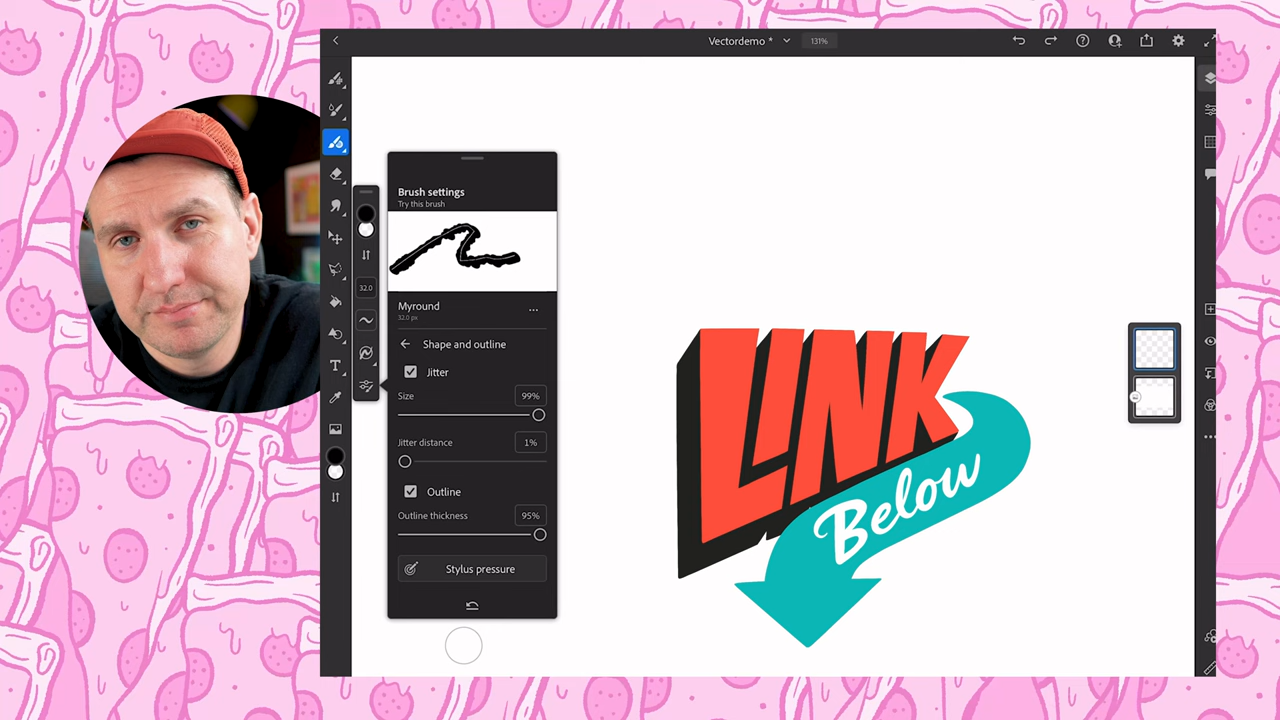 Vectordemo *
131%
Brush settings
Try this brush
32.0
Myround
32.0 px
Shape and outline
Jitter
Size
99%
Jitter distance
1%
Outline
Outline thickness
95%
Stylus pressure
T
LINK
Below